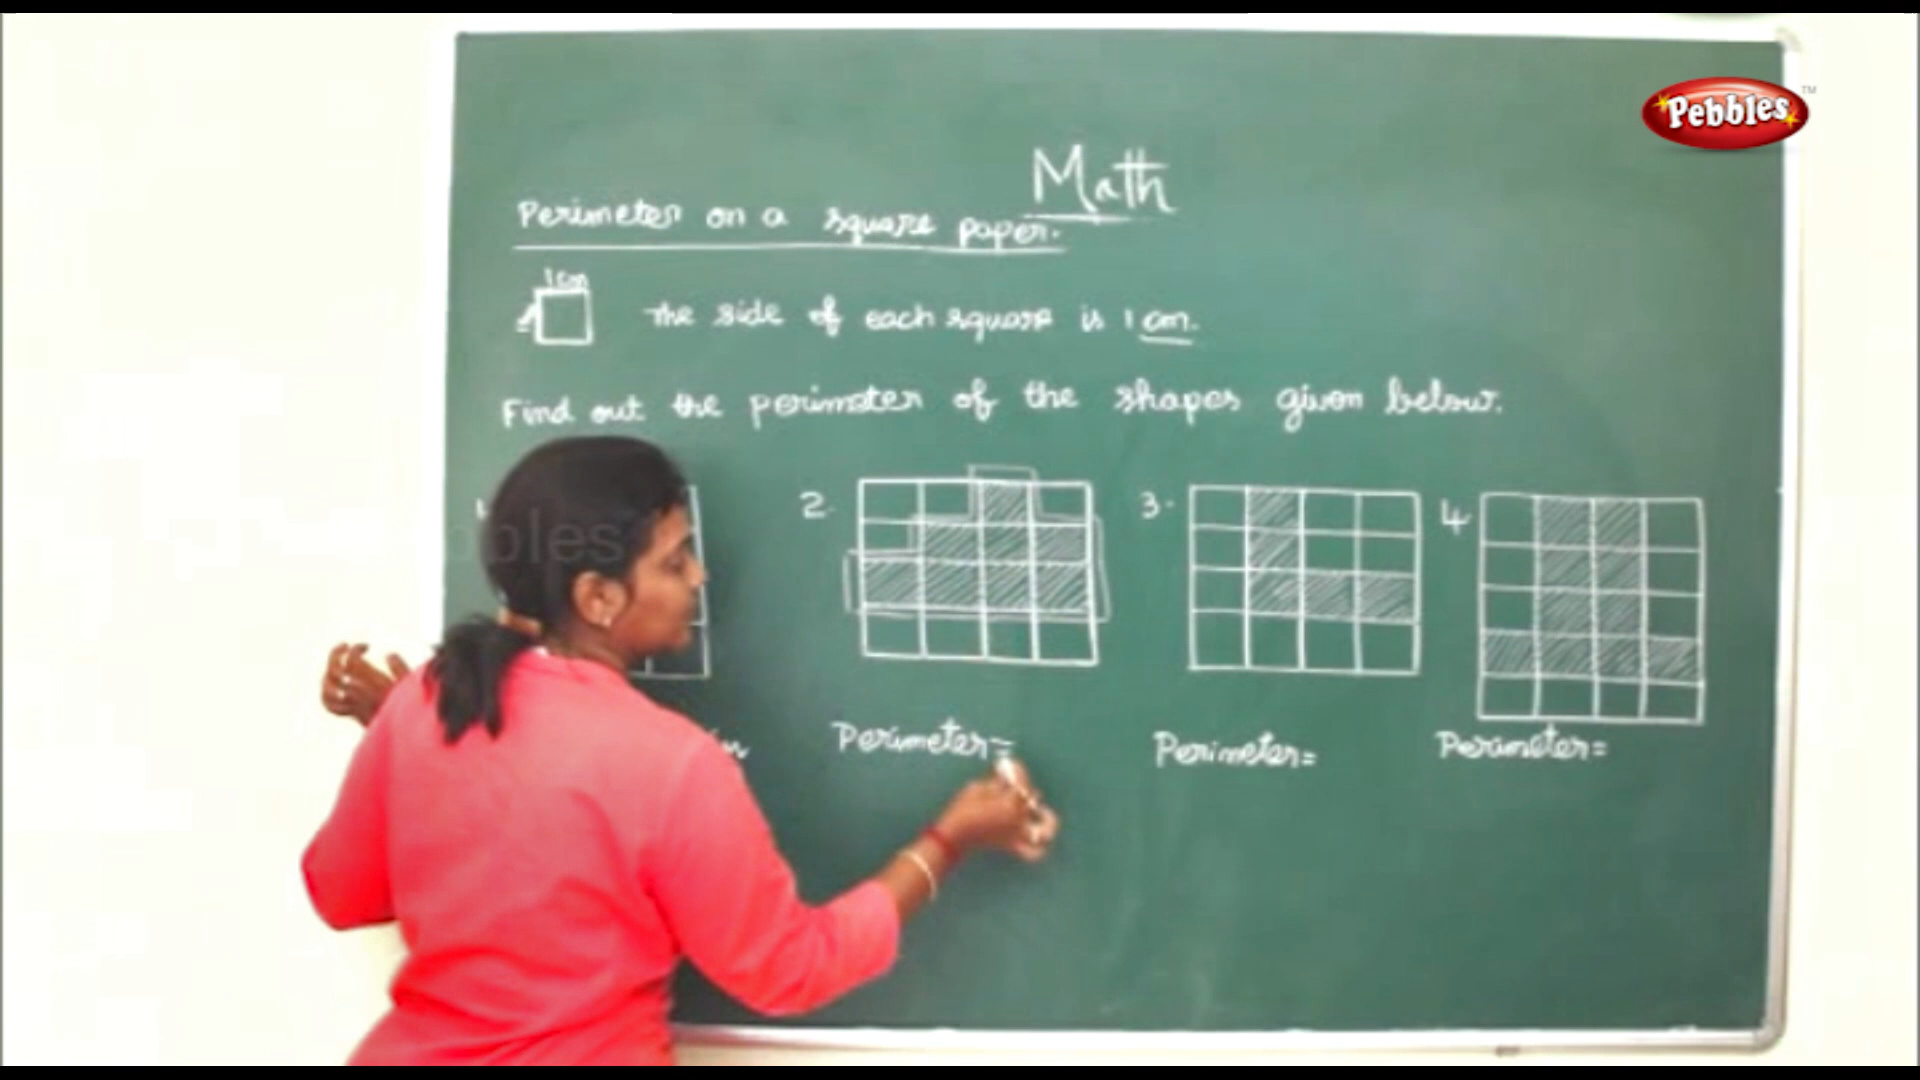 Pebbles™
Math
Perimeter on a square paper.
1cm
The side of each square is 1 cm.
Find out the perimeter of the shapes given below.
2. 3. 4.
Perimeter= Perimeter= Perimeter=